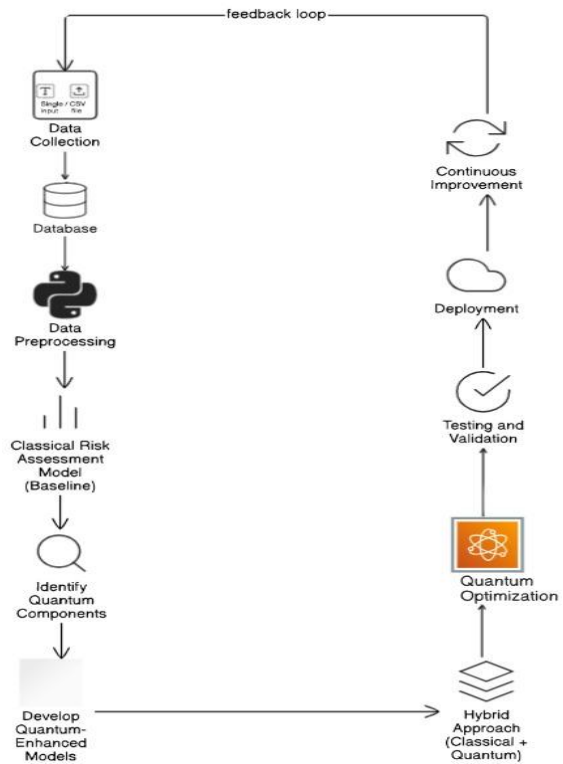 feedback loop
T
Single / CSV
input file
Data
Collection
Database
Data
Preprocessing
Classical Risk
Assessment
Model
(Baseline)
Identify
Quantum
Components
Develop
Quantum-
Enhanced
Models
Hybrid
Approach
(Classical +
Quantum)
Quantum
Optimization
Testing and
Validation
Deployment
Continuous
Improvement